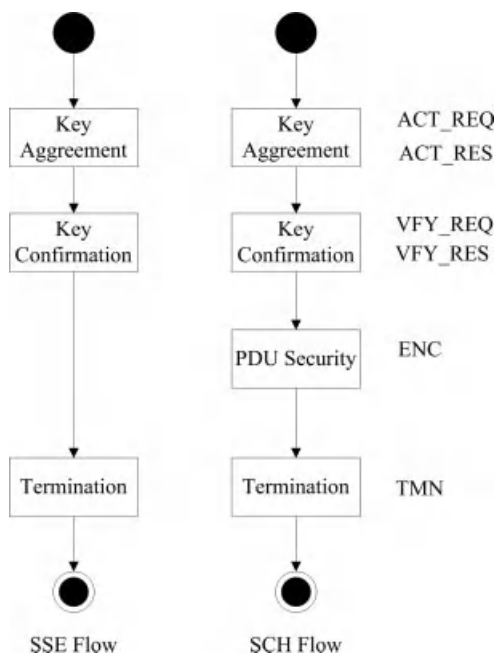 Key
Aggreement
Key
Aggreement
ACT_REQ
ACT_RES
Key
Confirmation
Key
Confirmation
VFY_REQ
VFY_RES
PDU Security
ENC
Termination
Termination
TMN
SSE Flow
SCH Flow